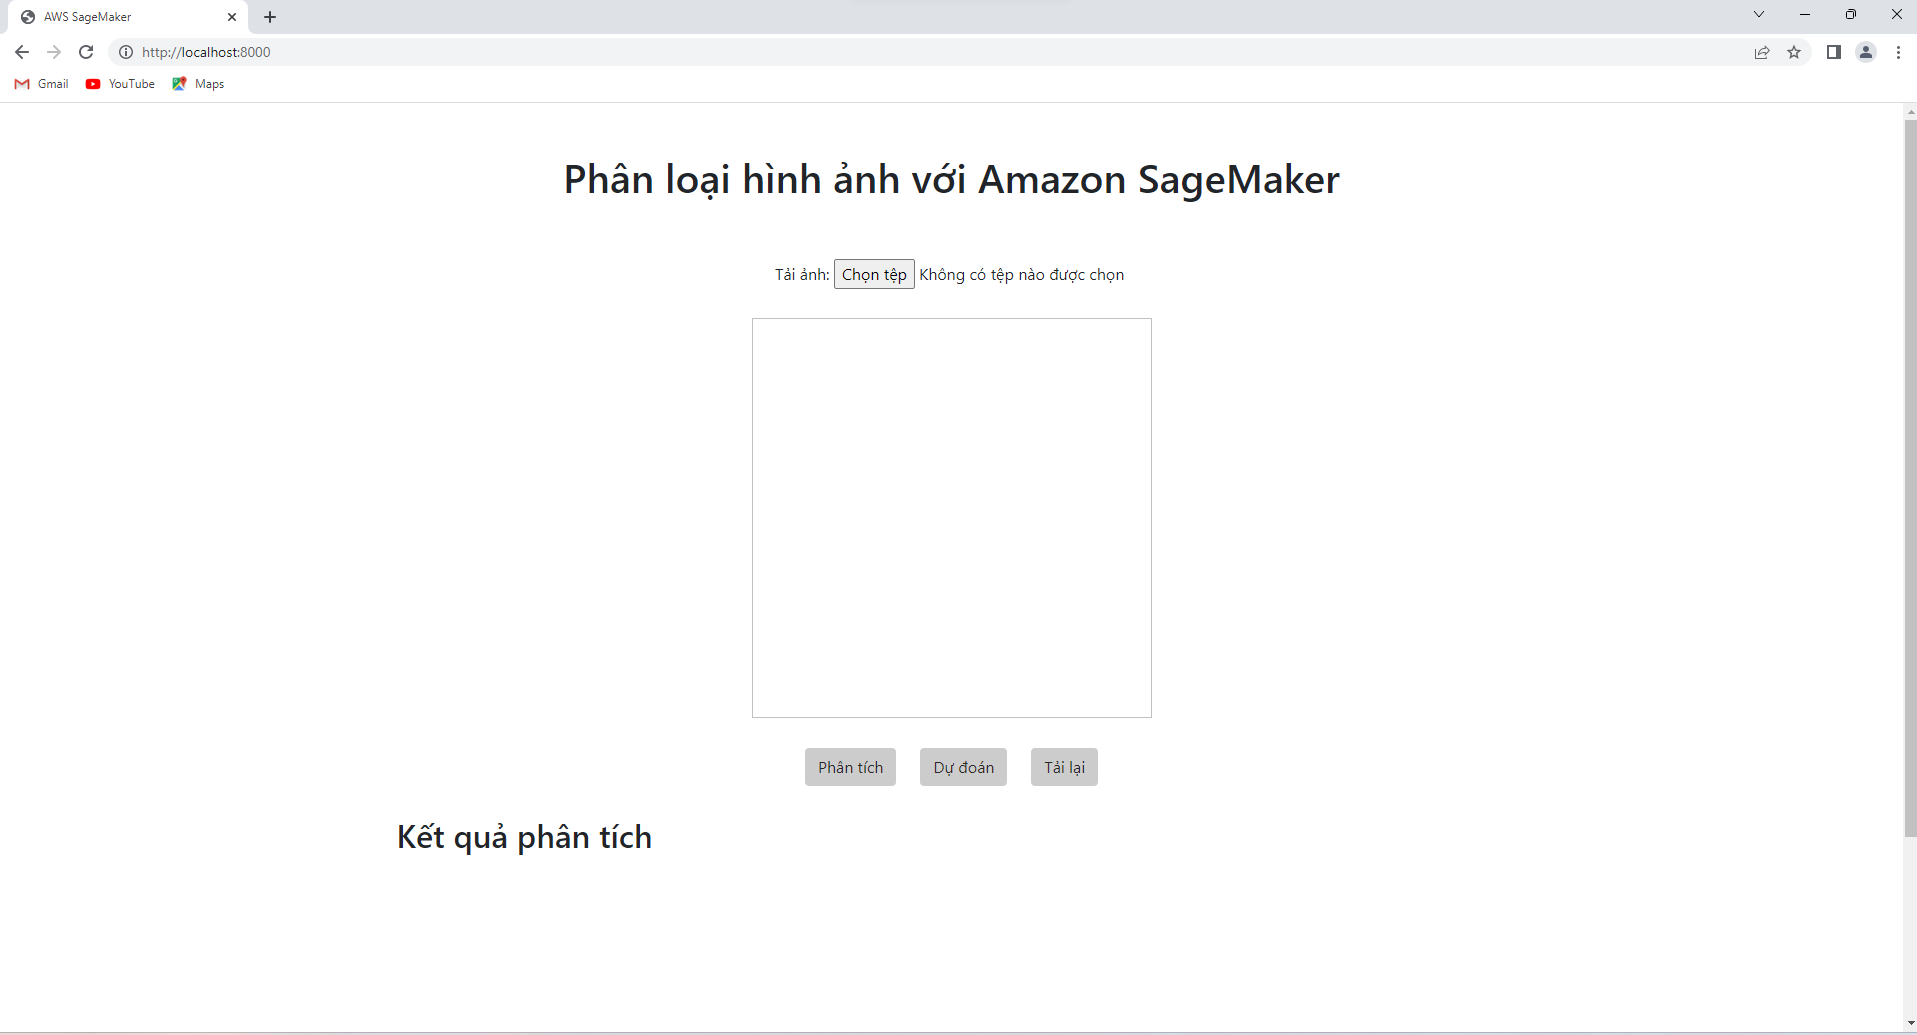 AWS SageMaker
http://localhost:8000
Gmail YouTube Maps
Phân loại hình ảnh với Amazon SageMaker
Tải ảnh: Chọn tệp Không có tệp nào được chọn
Phân tích Dự đoán Tải lại
Kết quả phân tích